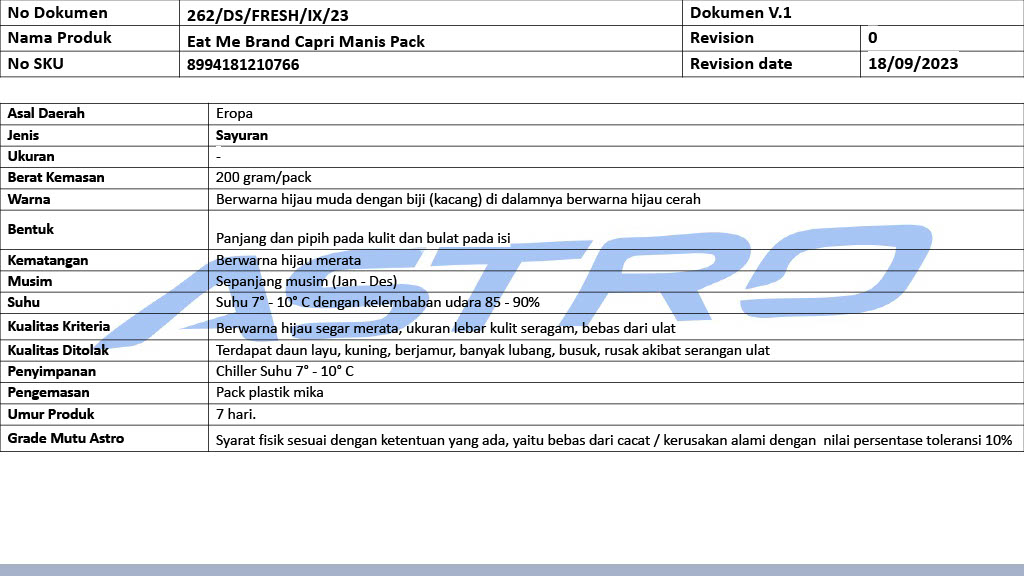 No Dokumen 262/DS/FRESH/IX/23 Dokumen V.1
Nama Produk Eat Me Brand Capri Manis Pack Revision 0
No SKU 8994181210766 Revision date 18/09/2023
Asal Daerah Eropa
Jenis Sayuran
Ukuran -
Berat Kemasan 200 gram/pack
Warna Berwarna hijau muda dengan biji (kacang) di dalamnya berwarna hijau cerah
Bentuk Panjang dan pipih pada kulit dan bulat pada isi
Kematangan Berwarna hijau merata
Musim Sepanjang musim (Jan - Des)
Suhu Suhu 7° - 10° C dengan kelembaban udara 85 - 90%
Kualitas Kriteria Berwarna hijau segar merata, ukuran lebar kulit seragam, bebas dari ulat
Kualitas Ditolak Terdapat daun layu, kuning, berjamur, banyak lubang, busuk, rusak akibat serangan ulat
Penyimpanan Chiller Suhu 7° - 10° C
Pengemasan Pack plastik mika
Umur Produk 7 hari.
Grade Mutu Astro Syarat fisik sesuai dengan ketentuan yang ada, yaitu bebas dari cacat / kerusakan alami dengan nilai persentase toleransi 10%
ASTRO